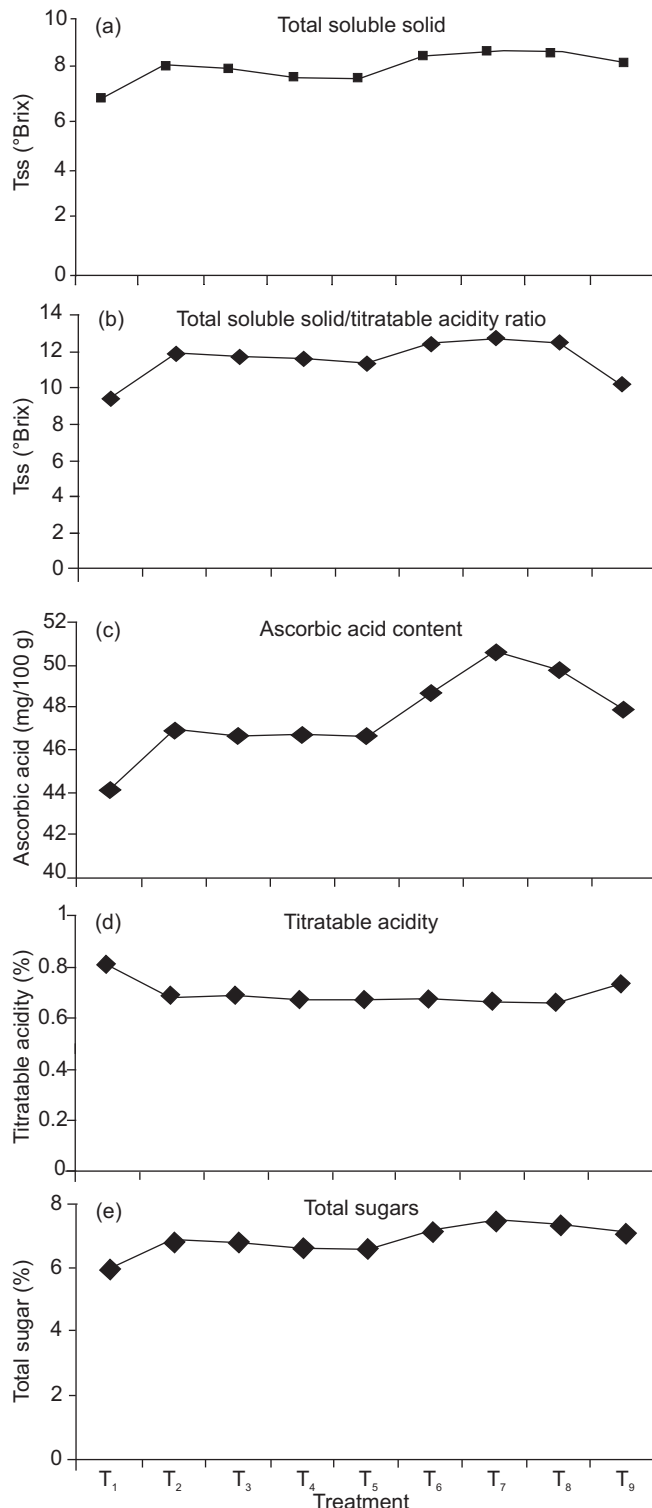 (a) Total soluble solid
Tss (°Brix)
10
8
6
4
2
0
(b) Total soluble solid/titratable acidity ratio
Tss (°Brix)
14
12
10
8
6
4
2
0
(c) Ascorbic acid content
Ascorbic acid (mg/100 g)
52
50
48
46
44
42
40
(d) Titratable acidity
Titratable acidity (%)
1
0.8
0.6
0.4
0.2
0
(e) Total sugars
Total sugar (%)
8
6
4
2
0
T₁ T₂ T₃ T₄ T₅ T₆ T₇ T₈ T₉
Treatment